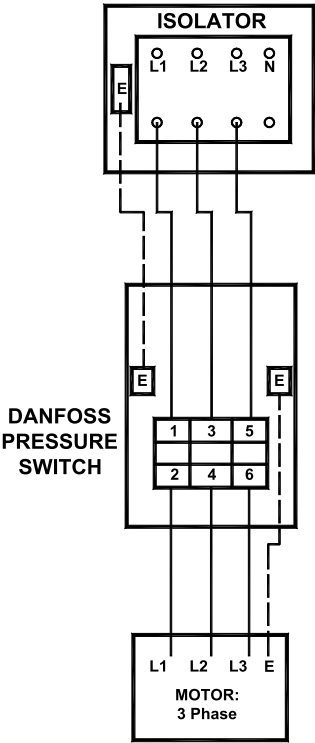 ISOLATOR
L1 L2 L3 N
E
E E
DANFOSS
PRESSURE
SWITCH
1 3 5
2 4 6
L1 L2 L3 E
MOTOR:
3 Phase